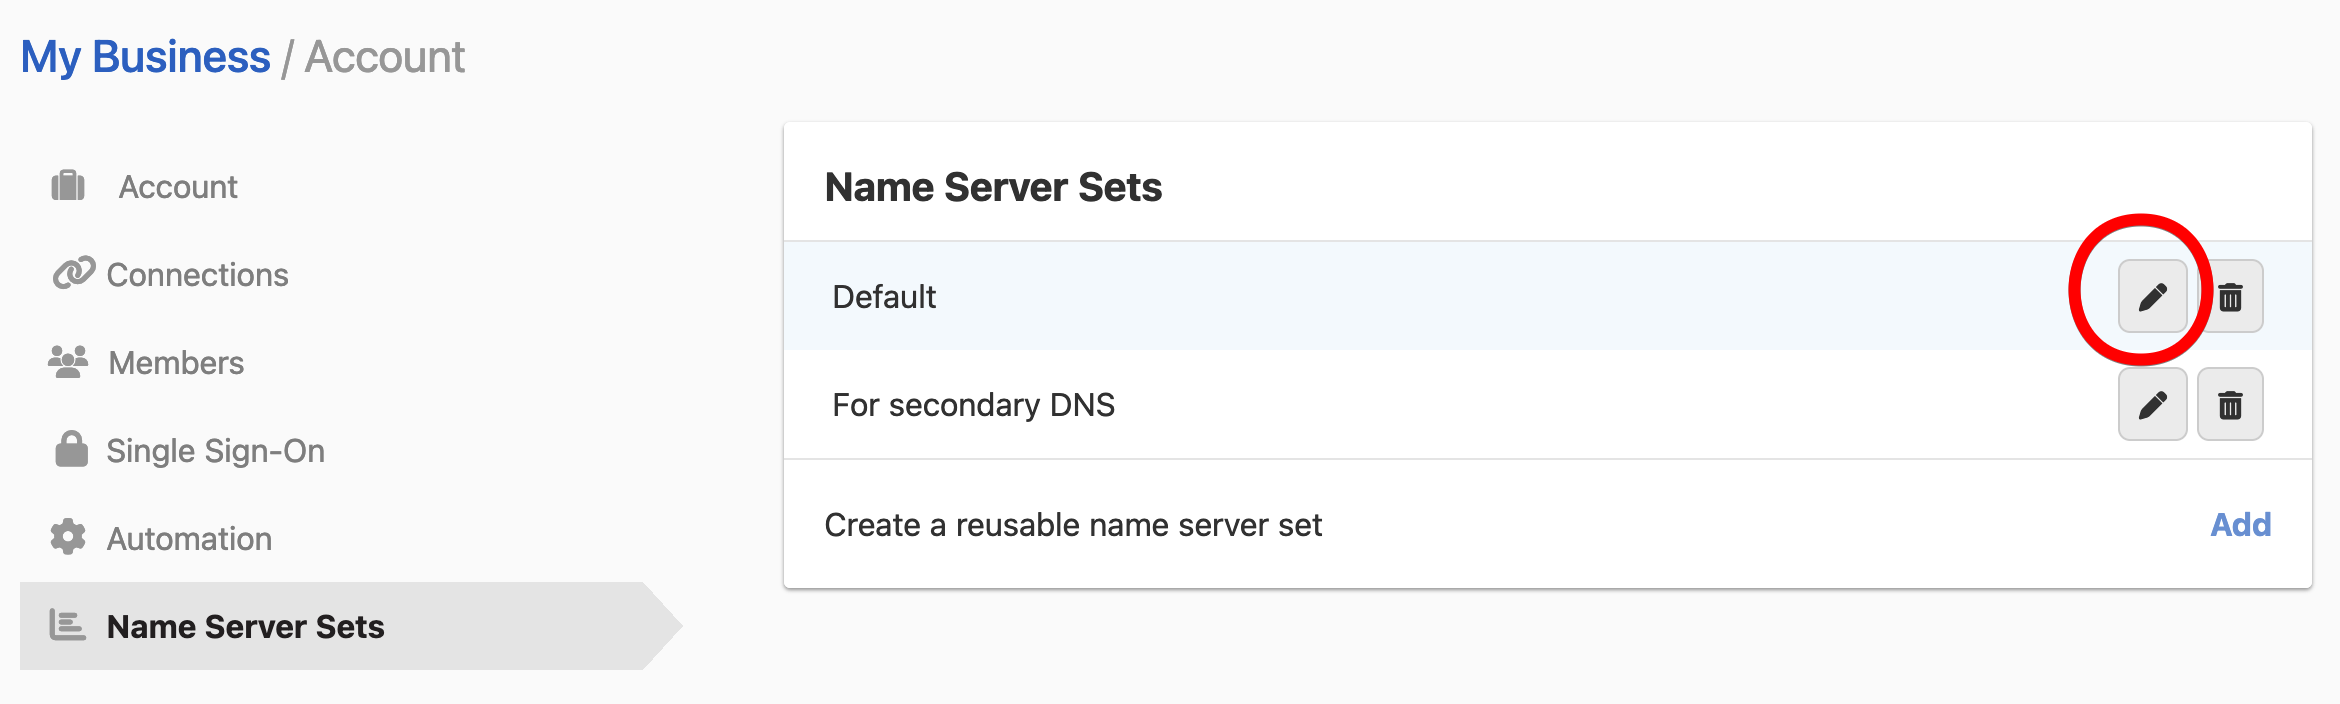 My Business / Account
Account
Connections
Members
Single Sign-On
Automation
Name Server Sets
Name Server Sets
Default
For secondary DNS
Create a reusable name server set
Add